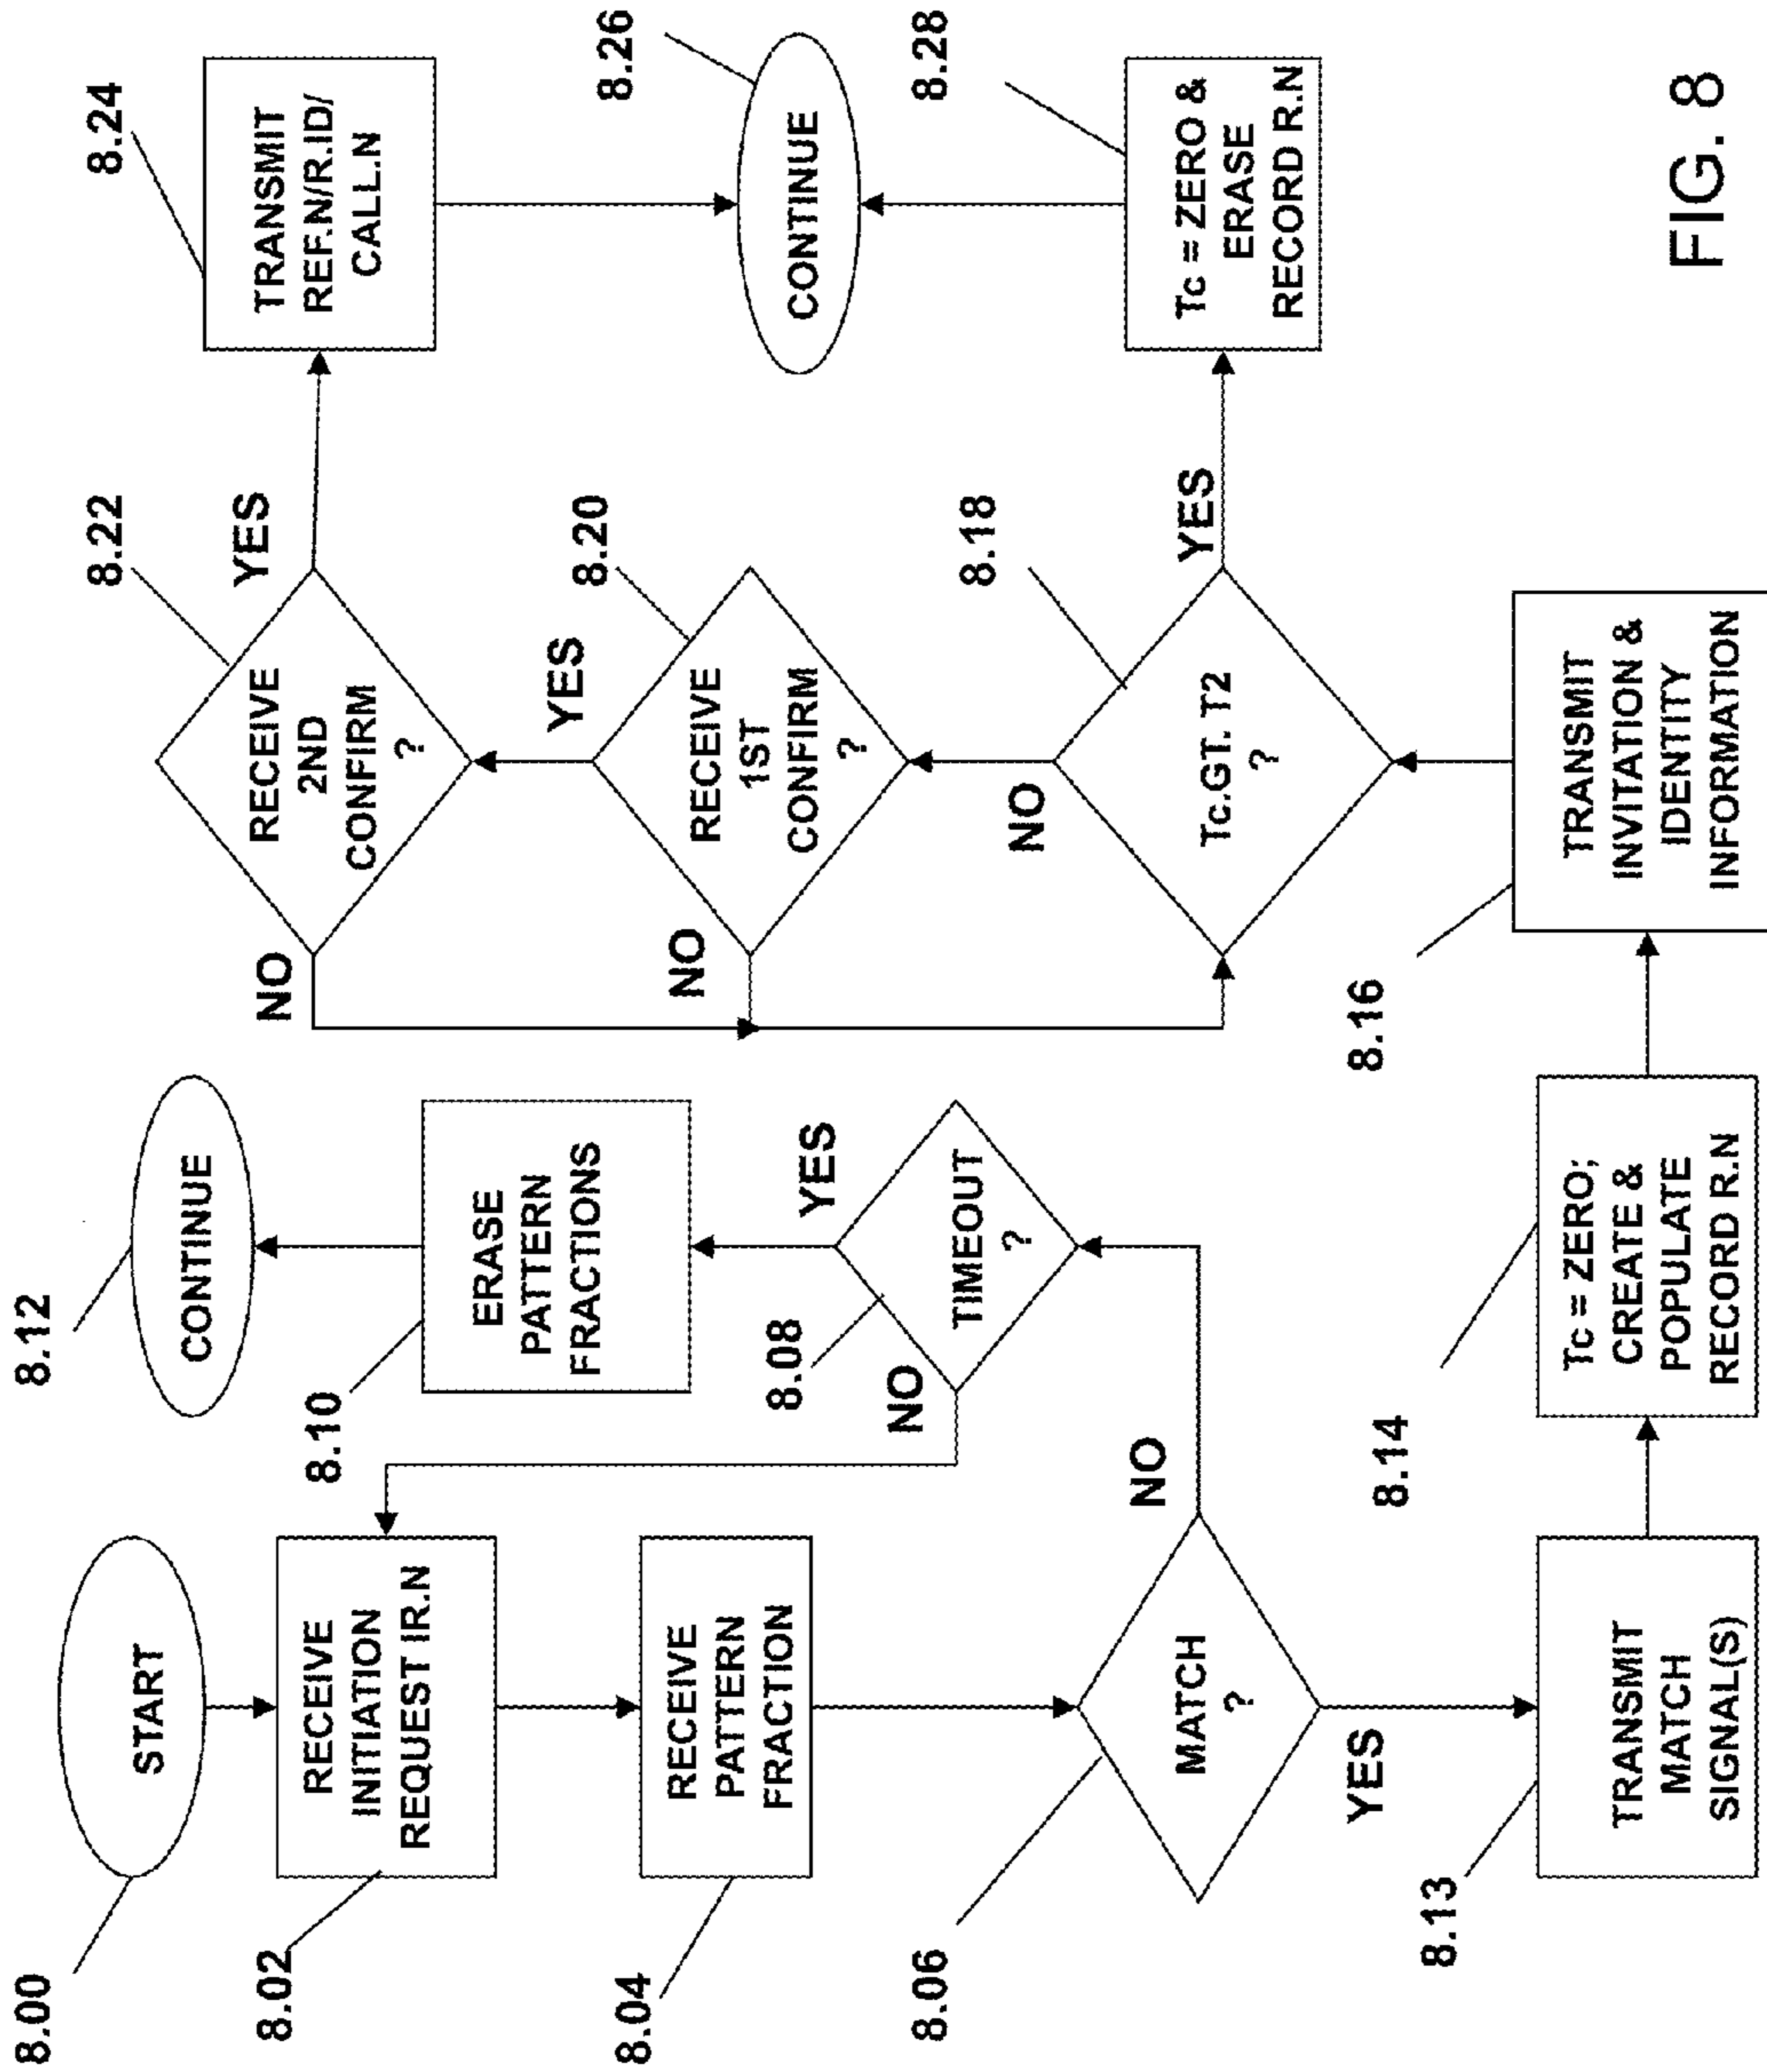 8.00
START
8.02
RECEIVE
INITIATION
REQUEST IR.N
8.04
RECEIVE
PATTERN
FRACTION
8.06
MATCH
?
NO
YES
8.08
TIMEOUT
?
NO
YES
8.10
ERASE
PATTERN
FRACTIONS
8.12
CONTINUE
8.13
TRANSMIT
MATCH
SIGNAL(S)
8.14
Tc = ZERO;
CREATE &
POPULATE
RECORD R.N
8.16
TRANSMIT
INVITATION &
IDENTITY
INFORMATION
8.18
Tc.GT. T2
?
NO
YES
8.20
RECEIVE
1ST
CONFIRM
?
NO
YES
8.22
RECEIVE
2ND
CONFIRM
?
NO
YES
8.24
TRANSMIT
REF.N/R.ID/
CALL.N
8.26
CONTINUE
8.28
Tc = ZERO &
ERASE
RECORD R.N
FIG. 8